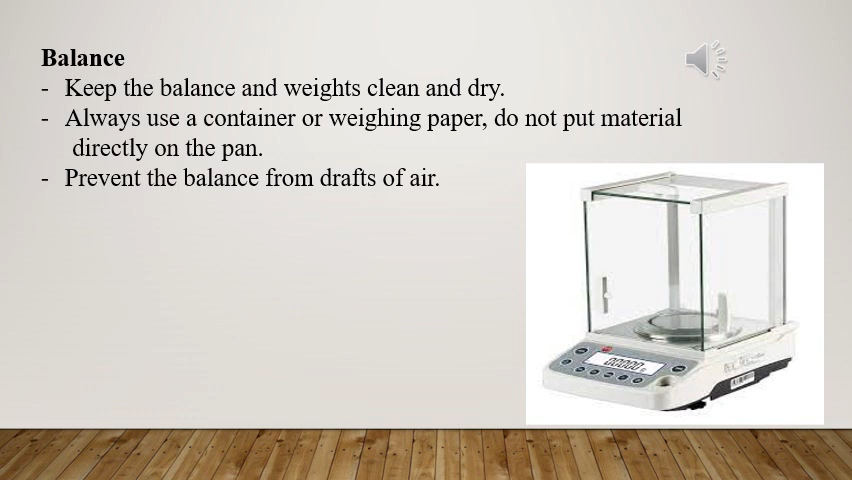 Balance
- Keep the balance and weights clean and dry.
- Always use a container or weighing paper, do not put material
directly on the pan.
- Prevent the balance from drafts of air.